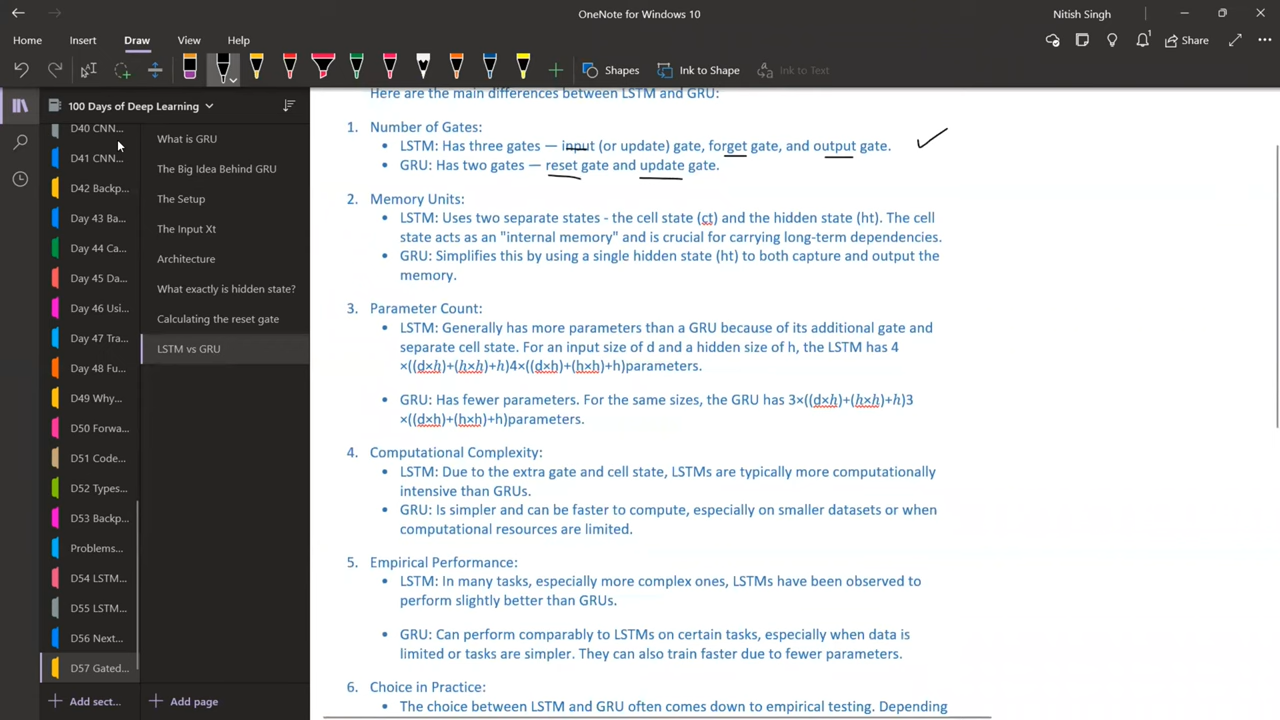 OneNote for Windows 10
Nitish Singh
Home
Insert
Draw
View
Help
Share
Shapes
Ink to Shape
Ink to Text
100 Days of Deep Learning
D40 CNN...
D41 CNN...
D42 Backp...
Day 43 Ba...
Day 44 Ca...
Day 45 Da...
Day 46 Usi...
Day 47 Tra...
Day 48 Fu...
D49 Why...
D50 Forwa...
D51 Code...
D52 Types...
D53 Backp...
Problems...
D54 LSTM...
D55 LSTM...
D56 Next...
D57 Gated...
Add sect...
What is GRU
The Big Idea Behind GRU
The Setup
The Input Xt
Architecture
What exactly is hidden state?
Calculating the reset gate
LSTM vs GRU
Add page
Here are the main differences between LSTM and GRU:
1. Number of Gates:
• LSTM: Has three gates — input (or update) gate, forget gate, and output gate.
• GRU: Has two gates — reset gate and update gate.
2. Memory Units:
• LSTM: Uses two separate states - the cell state (ct) and the hidden state (ht). The cell
state acts as an "internal memory" and is crucial for carrying long-term dependencies.
• GRU: Simplifies this by using a single hidden state (ht) to both capture and output the
memory.
3. Parameter Count:
• LSTM: Generally has more parameters than a GRU because of its additional gate and
separate cell state. For an input size of d and a hidden size of h, the LSTM has 4
×((d×ℎ)+(ℎ×ℎ)+ℎ)4×((d×h)+(h×h)+h)parameters.
• GRU: Has fewer parameters. For the same sizes, the GRU has 3×((d×ℎ)+(ℎ×ℎ)+ℎ)3
×((d×h)+(h×h)+h)parameters.
4. Computational Complexity:
• LSTM: Due to the extra gate and cell state, LSTMs are typically more computationally
intensive than GRUs.
• GRU: Is simpler and can be faster to compute, especially on smaller datasets or when
computational resources are limited.
5. Empirical Performance:
• LSTM: In many tasks, especially more complex ones, LSTMs have been observed to
perform slightly better than GRUs.
• GRU: Can perform comparably to LSTMs on certain tasks, especially when data is
limited or tasks are simpler. They can also train faster due to fewer parameters.
6. Choice in Practice:
• The choice between LSTM and GRU often comes down to empirical testing. Depending